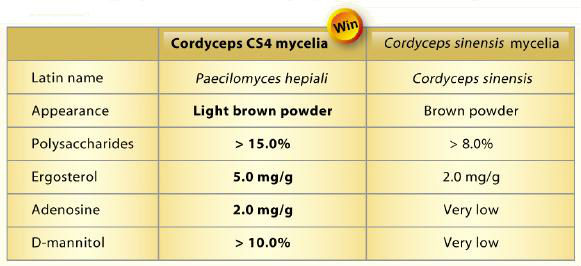 Win
Cordyceps CS4 mycelia Cordyceps sinensis mycelia
Latin name Paecilomyces hepiali Cordyceps sinensis
Appearance Light brown powder Brown powder
Polysaccharides > 15.0% > 8.0%
Ergosterol 5.0 mg/g 2.0 mg/g
Adenosine 2.0 mg/g Very low
D-mannitol > 10.0% Very low